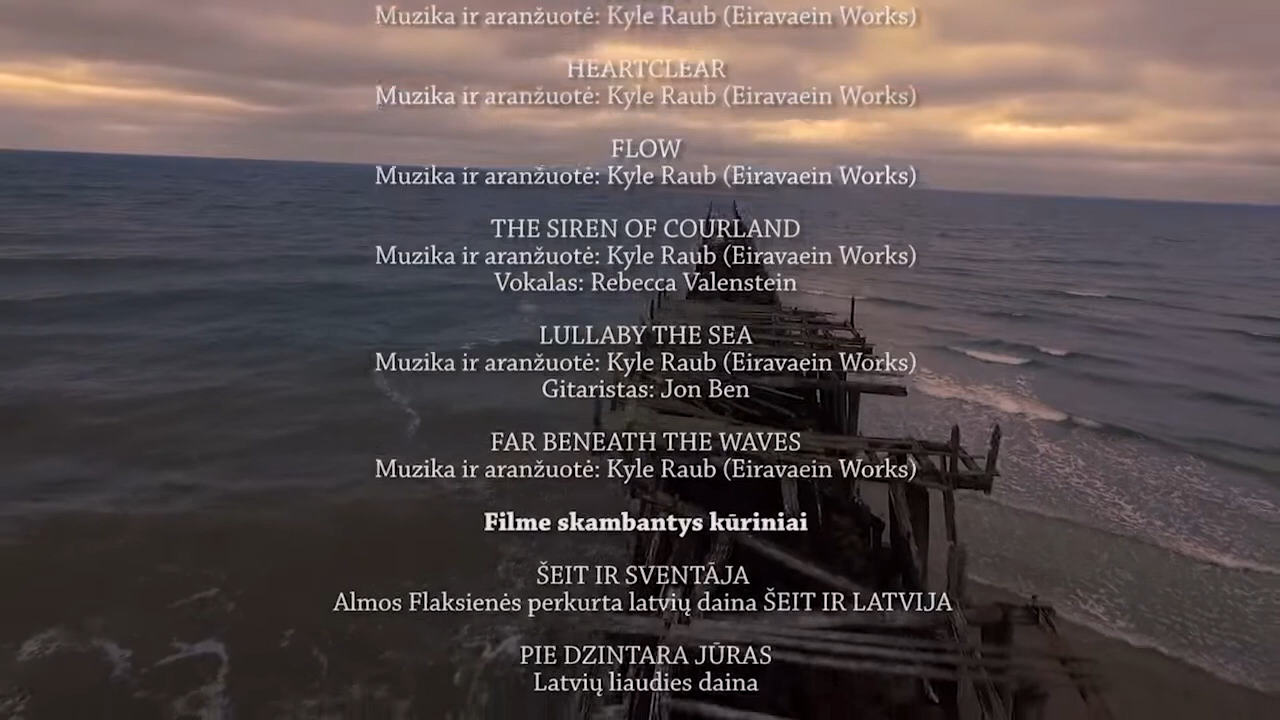 Muzika ir aranžuotė: Kyle Raub (Eiravaein Works)
HEARTCLEAR
Muzika ir aranžuotė: Kyle Raub (Eiravaein Works)
FLOW
Muzika ir aranžuotė: Kyle Raub (Eiravaein Works)
THE SIREN OF COURLAND
Muzika ir aranžuotė: Kyle Raub (Eiravaein Works)
Vokalas: Rebecca Valenstein
LULLABY THE SEA
Muzika ir aranžuotė: Kyle Raub (Eiravaein Works)
Gitaristas: Jon Ben
FAR BENEATH THE WAVES
Muzika ir aranžuotė: Kyle Raub (Eiravaein Works)
Filme skambantys kūriniai
ŠEIT IR SVENTĀJA
Almos Flaksienės perkurta latvių daina ŠEIT IR LATVIJA
PIE DZINTARA JŪRAS
Latvių liaudies daina